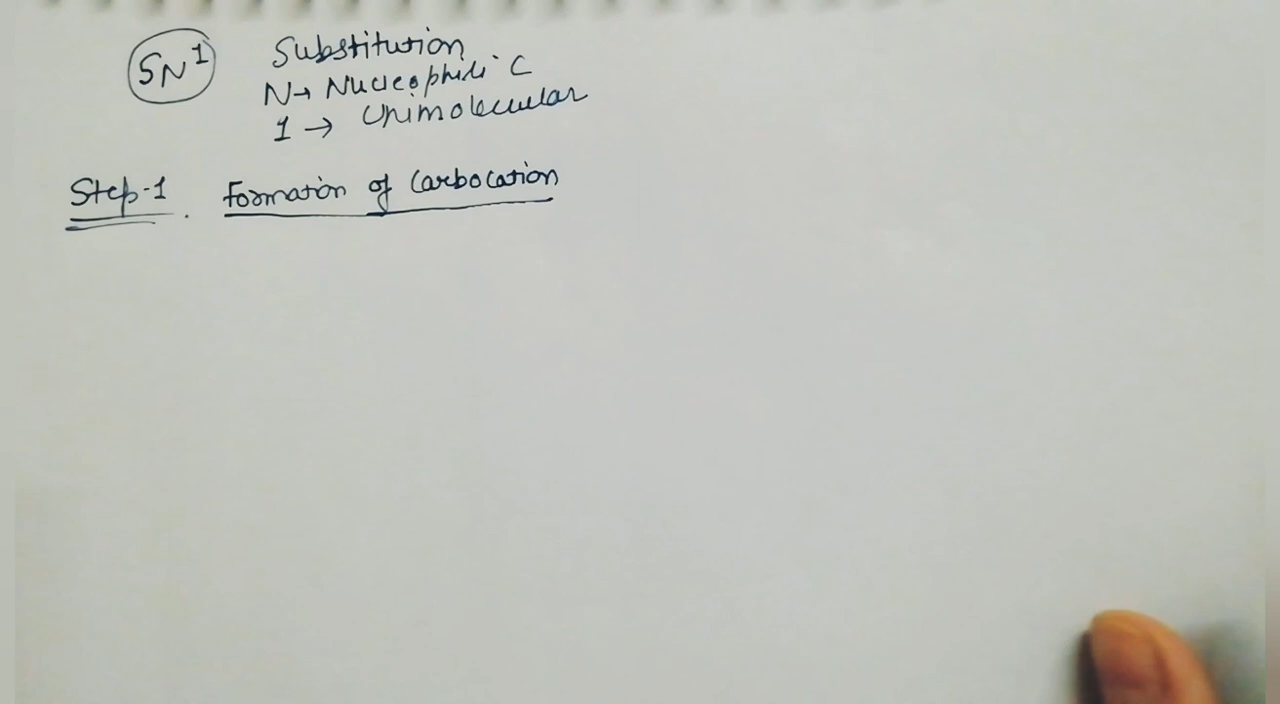 SN1 Substitution
N→ Nucleophilic
1 → Unimolecular
Step-1. Formation of Carbocation